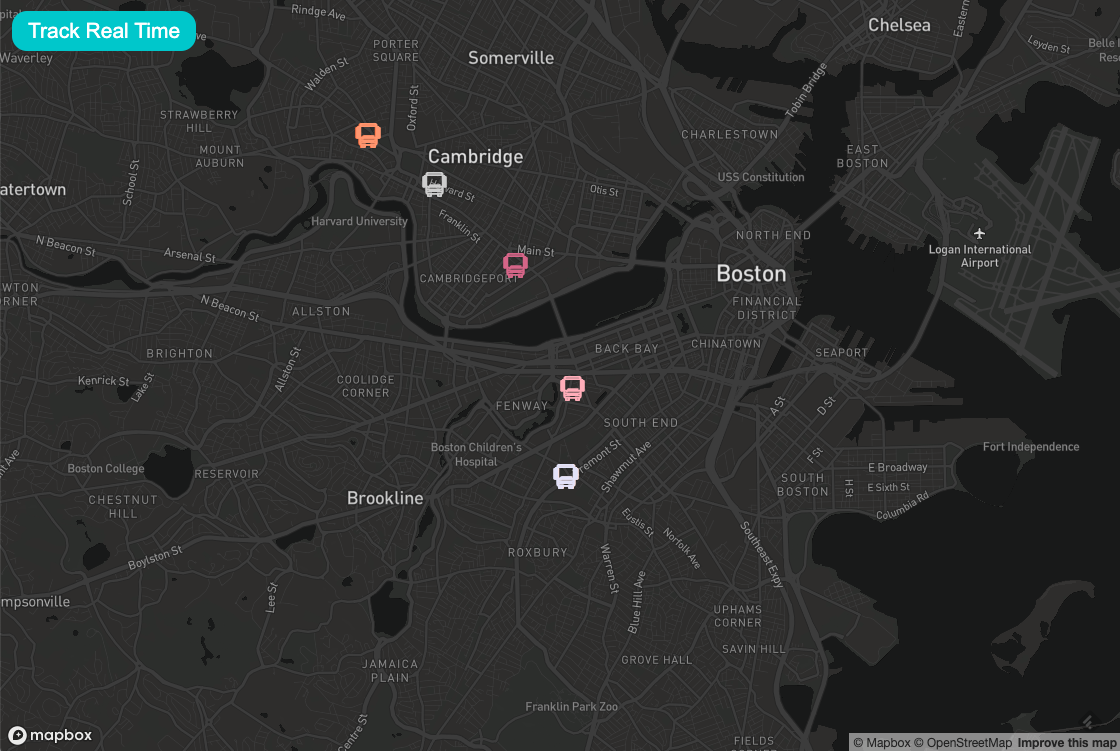 Rindge Ave
Track Real Time
Chelsea
Eastern
PORTER
SQUARE
Leyden St
Waverley
Somerville
Walden St
Tobin Bridge
Oxford St
STRAWBERRY
HILL
CHARLESTOWN
MOUNT
AUBURN
Cambridge
EAST
BOSTON
School St
USS Constitution
atertown
vard St
Otis St
Harvard University
Franklin St
NORTH END
N Beacon St
Arsenal St
Main St
Logan International
Airport
CAMBRIDGEPORT
Boston
WTON
ORNER
N Beacon St
ALLSTON
FINANCIAL
DISTRICT
BRIGHTON
BACK BAY
CHINATOWN
SEAPORT
Allston St
Kenrick St
Lake St
COOLIDGE
CORNER
FENWAY
A St
D St
SOUTH END
Boston Children's
Hospital
Fort Independence
remont St
Shawmut Ave
F St
Boston College
RESERVOIR
E Broadway
SOUTH
BOSTON
H St
E Sixth St
CHESTNUT
HILL
Brookline
Columbia Rd
Eustis St
Norfolk Ave
Southeast Expy
Boylston St
ROXBURY
Warren St
Blue Hill Ave
Lee St
mpsonville
UPHAMS
CORNER
SAVIN HILL
JAMAICA
PLAIN
GROVE HALL
Franklin Park Zoo
Centre St
mapbox
FIELDS
CORNER
© Mapbox © OpenStreetMap Improve this map